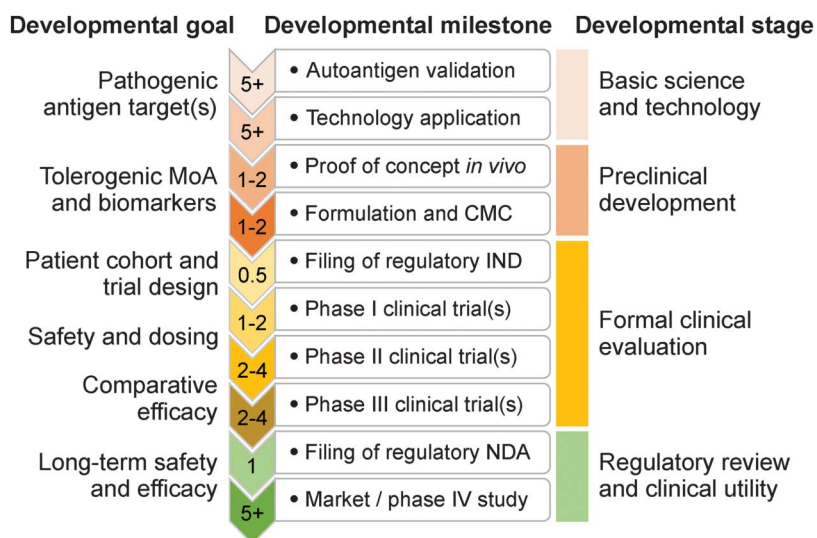 Developmental goal Developmental milestone Developmental stage
Pathogenic
antigen target(s)
5+ • Autoantigen validation
5+ • Technology application
Basic science
and technology
Tolerogenic MoA
and biomarkers
1-2 • Proof of concept in vivo
1-2 • Formulation and CMC
Preclinical
development
Patient cohort and
trial design
0.5 • Filing of regulatory IND
1-2 • Phase I clinical trial(s)
Safety and dosing
2-4 • Phase II clinical trial(s)
Comparative
efficacy
2-4 • Phase III clinical trial(s)
Formal clinical
evaluation
Long-term safety
and efficacy
1 • Filing of regulatory NDA
5+ • Market / phase IV study
Regulatory review
and clinical utility